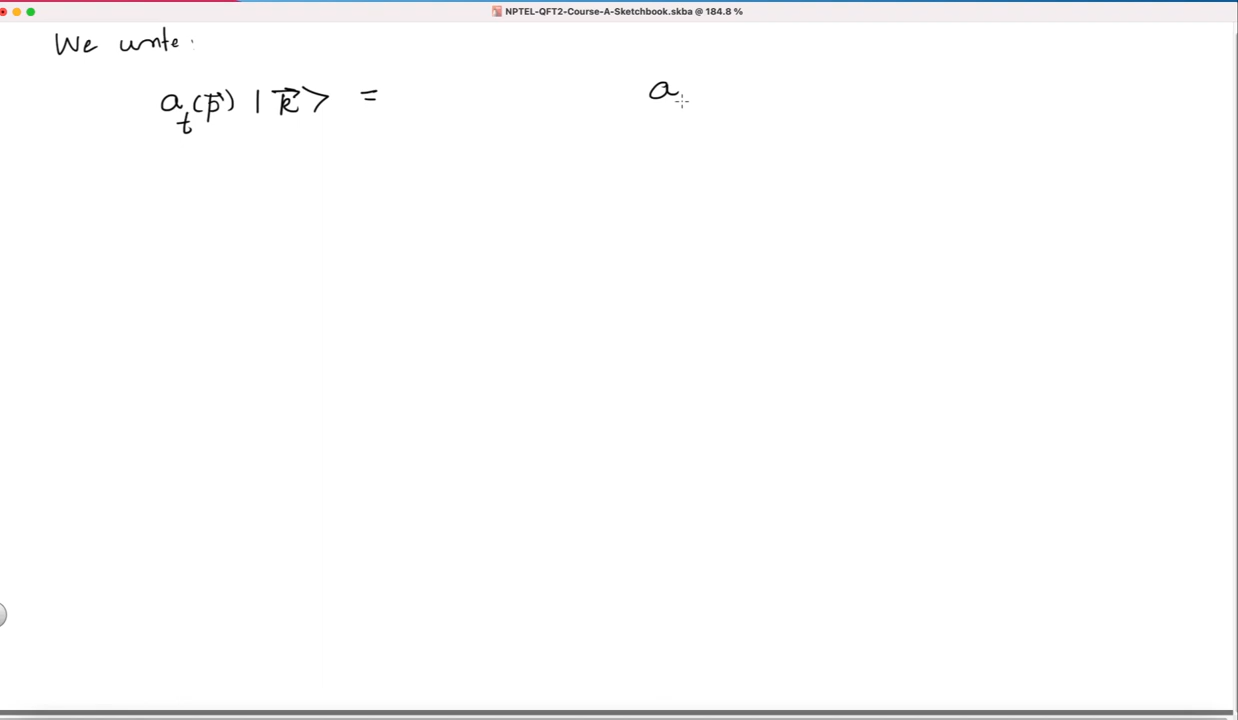 NPTEL-QFT2-Course-A-Sketchbook.skba @ 184.8 %
We write:
a_t(p⃗) |k⃗> = a